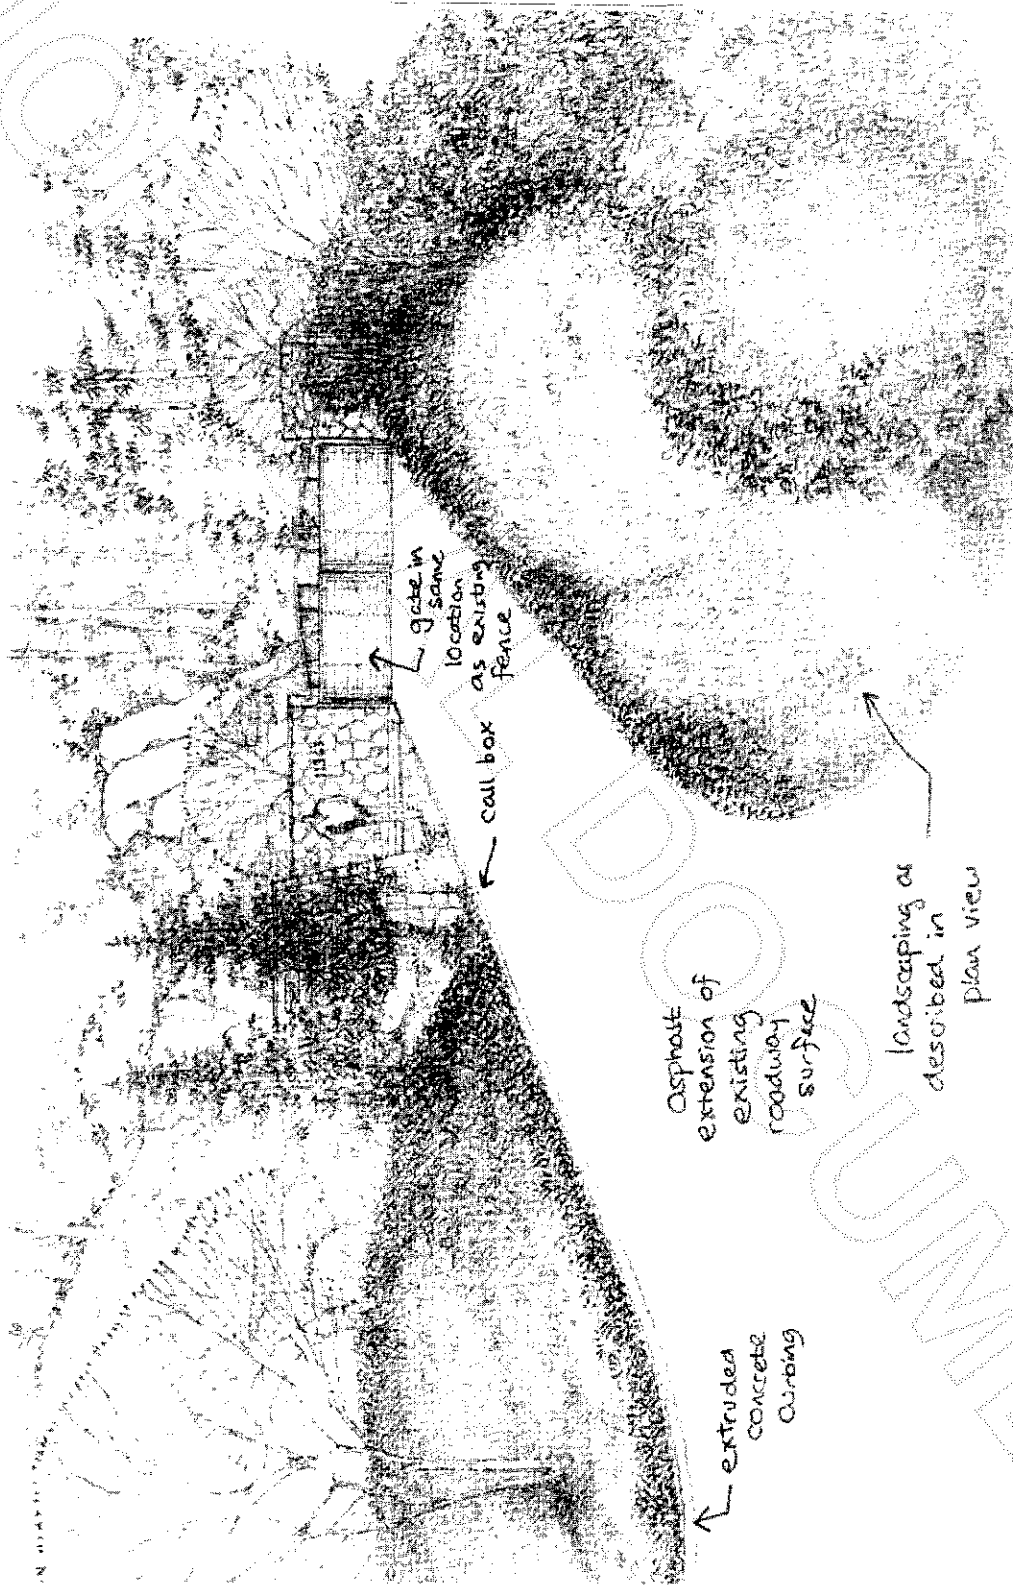 gate in
same
location
as existing
fence
call box
Asphalt
extension of
existing
roadway
surface
landscaping as
described in
plan view
extruded
concrete
curbing